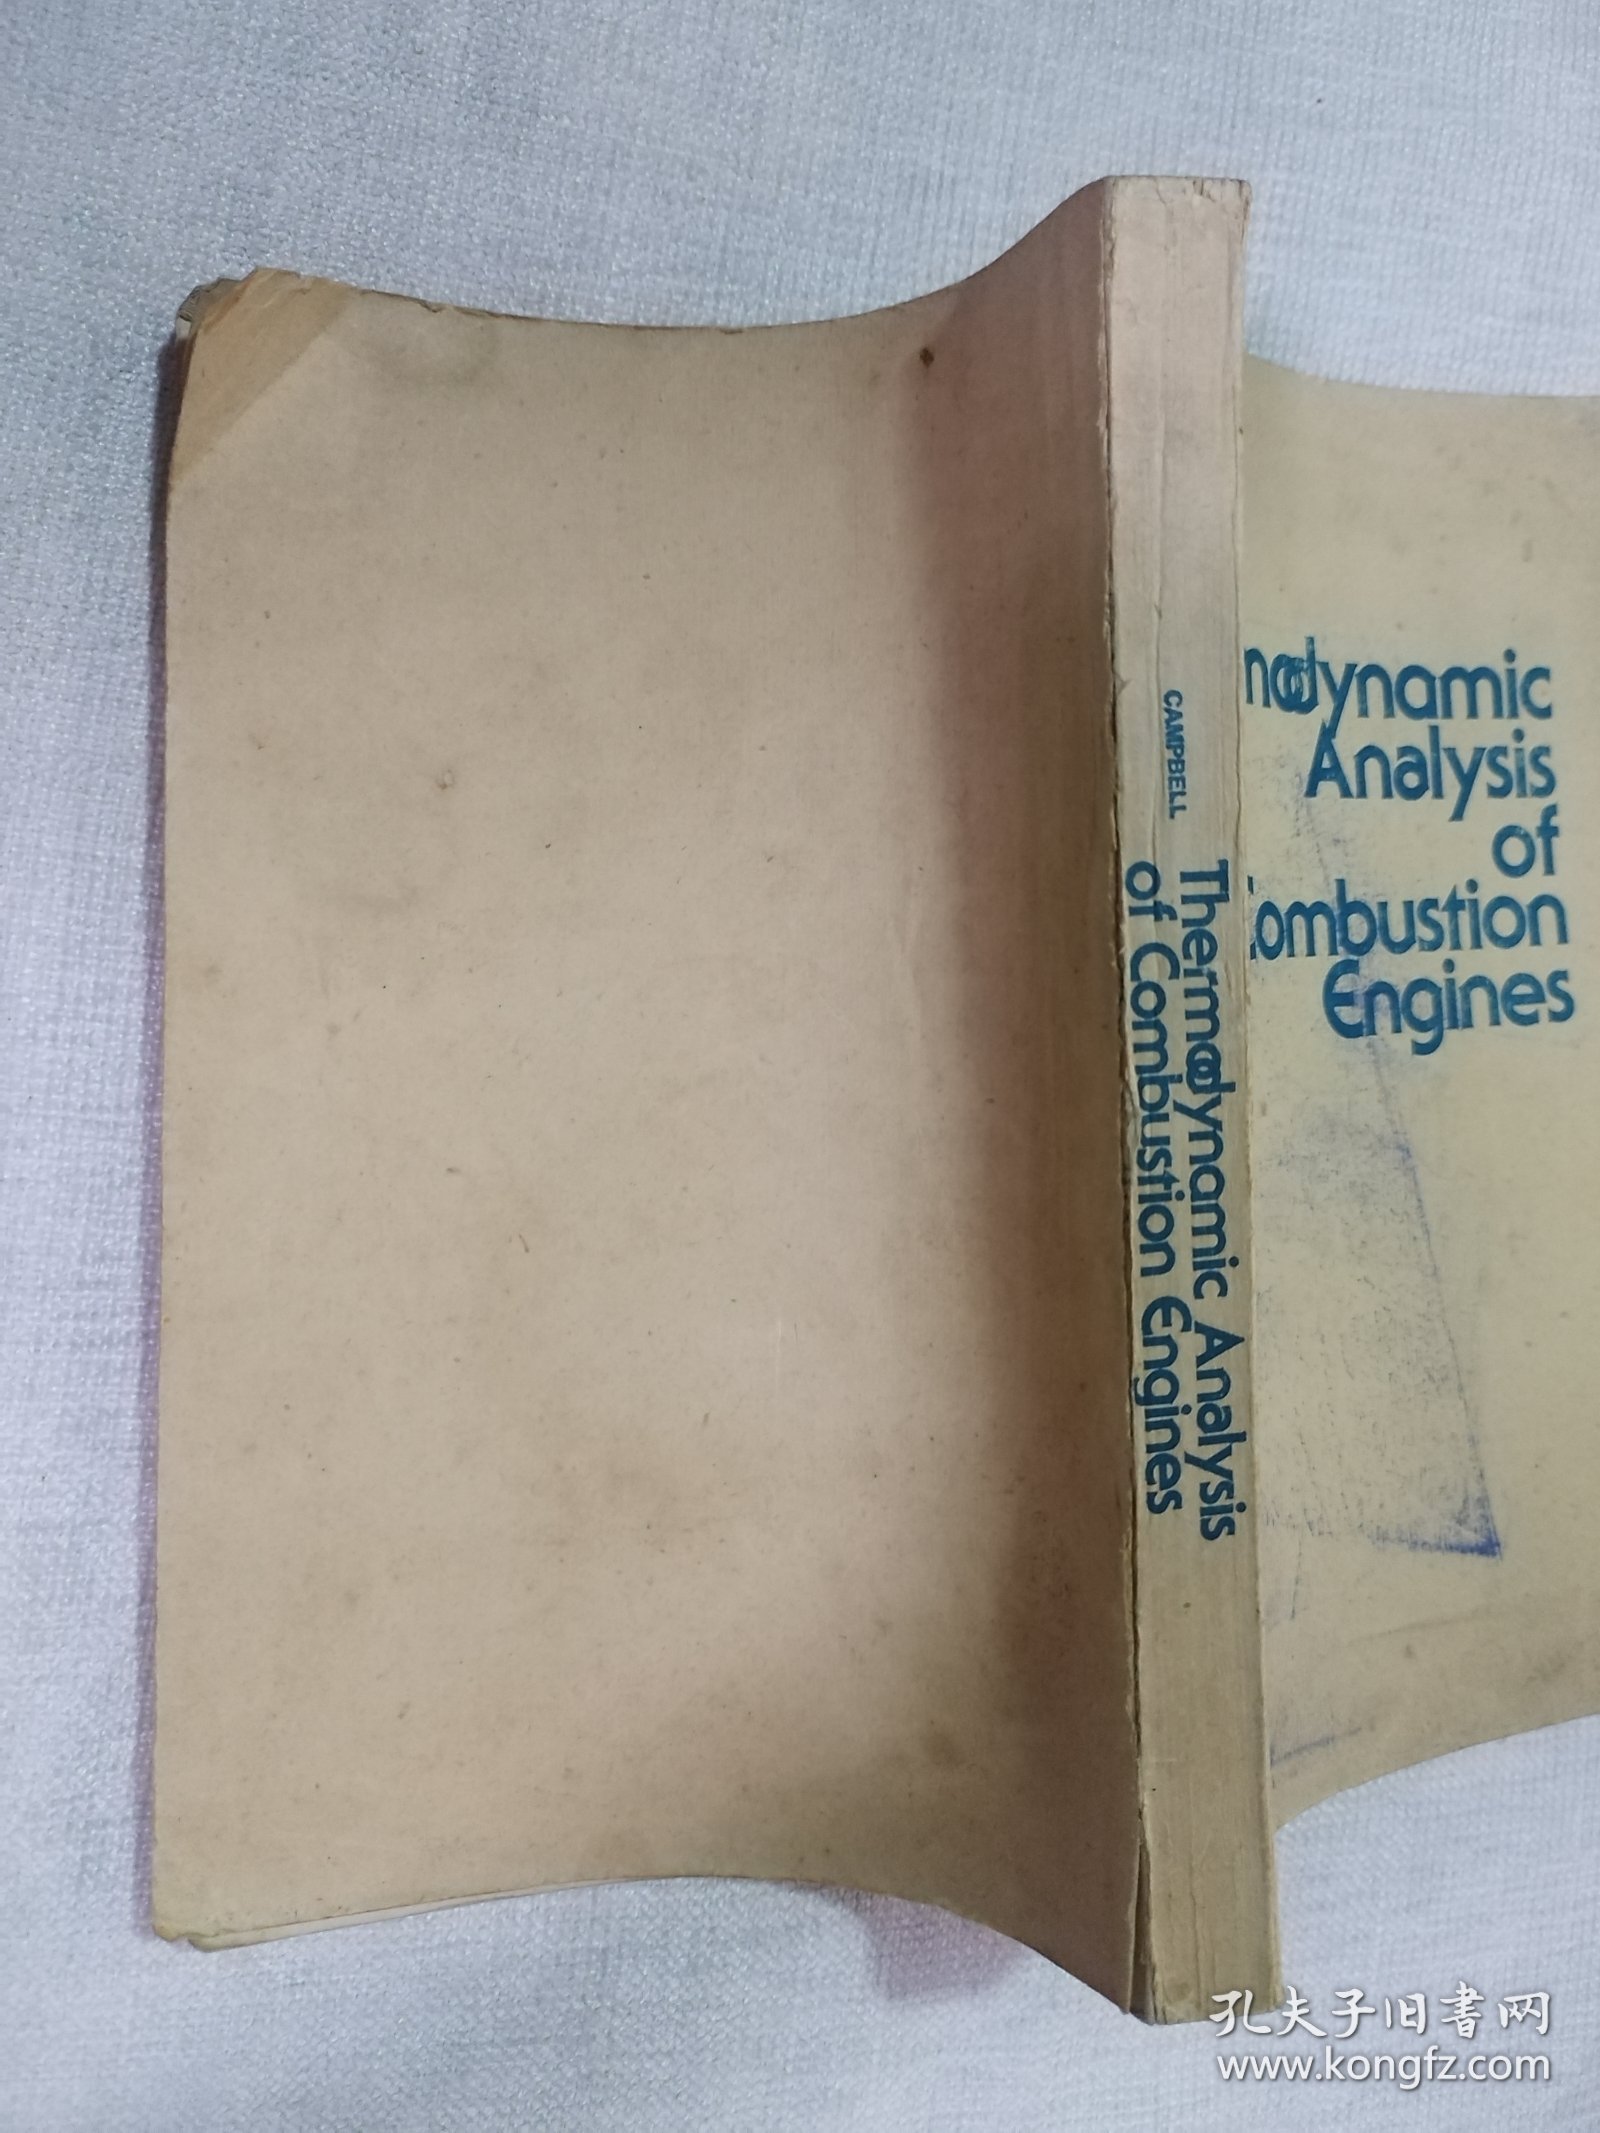 CAMPBELL
Thermodynamic Analysis
of Combustion Engines
modynamic
Analysis
of
Combustion
Engines
孔夫子旧书网
www.kongfz.com